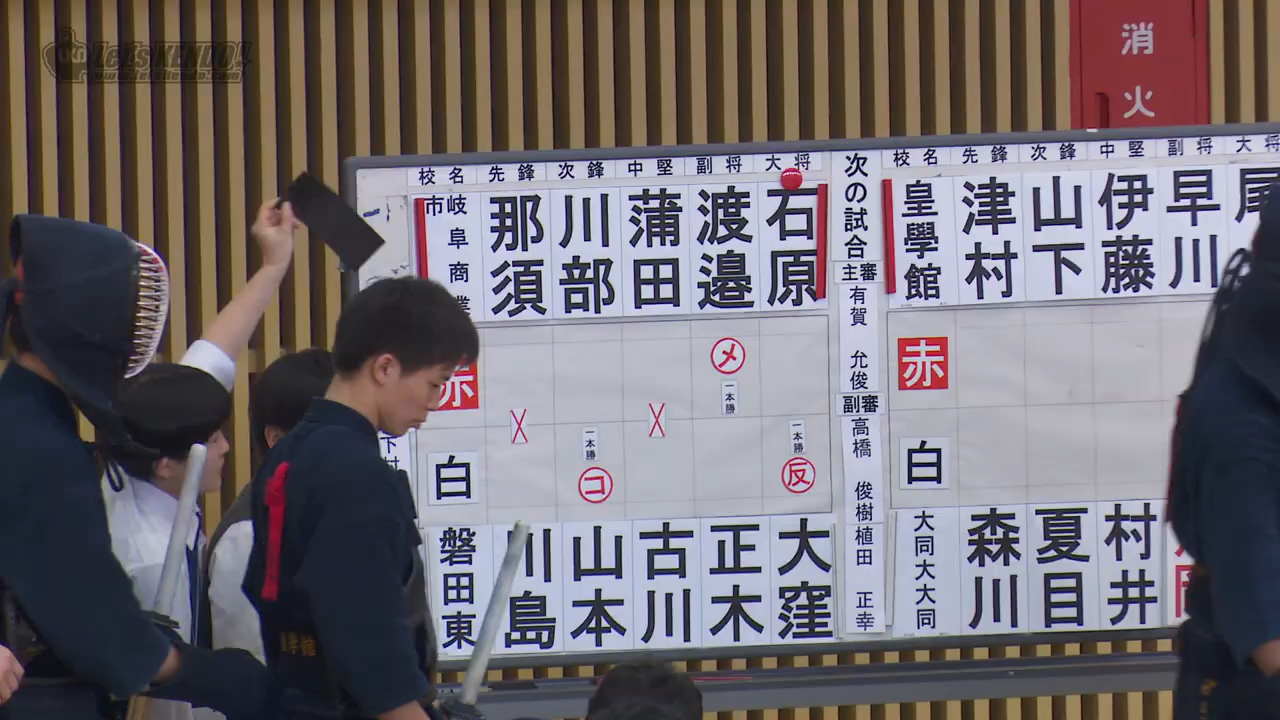 Let's KENDO!!
消火
校名 先鋒 次鋒 中堅 副将 大将
市岐阜商業 那須 川部 蒲田 渡邉 石原
赤
メ
一本勝
一本勝
一本勝
コ
反
白
磐田東 川島 山本 古川 正木 大窪
次の試合
主審
有賀 允俊
副審
高橋 俊樹
植田 正幸
校名 先鋒 次鋒 中堅 副将 大将
皇學館 津村 山下 伊藤 早川 尾
赤
白
大同大大同 森川 夏目 村井